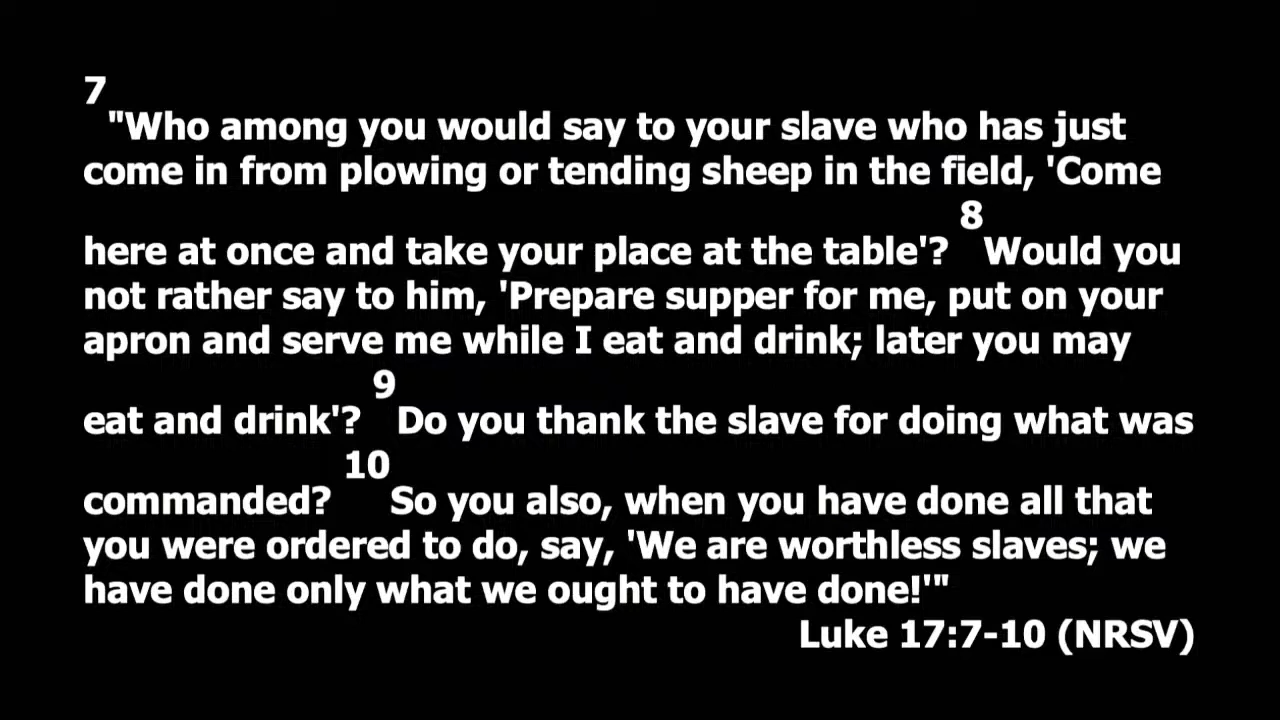 7
"Who among you would say to your slave who has just
come in from plowing or tending sheep in the field, 'Come
here at once and take your place at the table'? 8 Would you
not rather say to him, 'Prepare supper for me, put on your
apron and serve me while I eat and drink; later you may
eat and drink'? 9 Do you thank the slave for doing what was
commanded? 10 So you also, when you have done all that
you were ordered to do, say, 'We are worthless slaves; we
have done only what we ought to have done!'"
Luke 17:7-10 (NRSV)